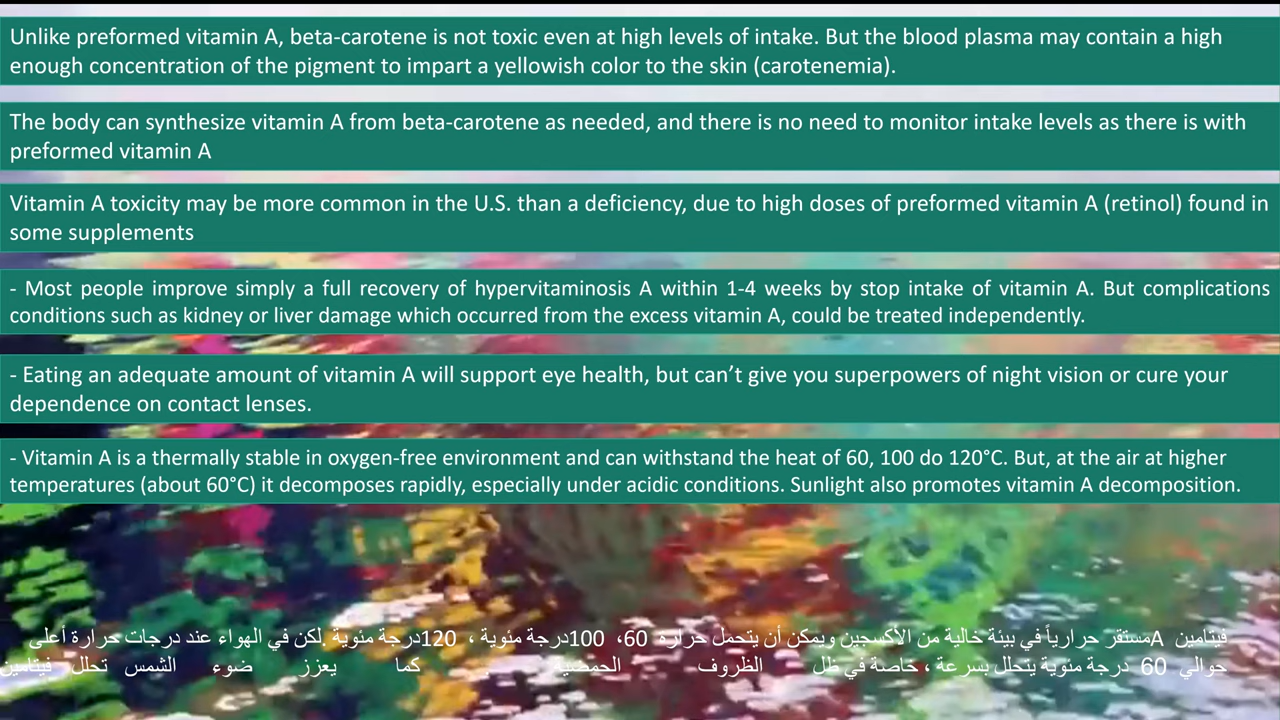 Unlike preformed vitamin A, beta-carotene is not toxic even at high levels of intake. But the blood plasma may contain a high
enough concentration of the pigment to impart a yellowish color to the skin (carotenemia).
The body can synthesize vitamin A from beta-carotene as needed, and there is no need to monitor intake levels as there is with
preformed vitamin A
Vitamin A toxicity may be more common in the U.S. than a deficiency, due to high doses of preformed vitamin A (retinol) found in
some supplements
- Most people improve simply a full recovery of hypervitaminosis A within 1-4 weeks by stop intake of vitamin A. But complications
conditions such as kidney or liver damage which occurred from the excess vitamin A, could be treated independently.
- Eating an adequate amount of vitamin A will support eye health, but can’t give you superpowers of night vision or cure your
dependence on contact lenses.
- Vitamin A is a thermally stable in oxygen-free environment and can withstand the heat of 60, 100 do 120°C. But, at the air at higher
temperatures (about 60°C) it decomposes rapidly, especially under acidic conditions. Sunlight also promotes vitamin A decomposition.
فيتامين Aمستقر حرارياً في بيئة خالية من الأكسجين ويمكن أن يتحمل حرارة 60، 100درجة مئوية ، 120درجة مئوية .لكن في الهواء عند درجات حرارة أعلى
حوالي 60 درجة مئوية يتحلل بسرعة ، خاصة في ظل الظروف الحمضية كما يعزز ضوء الشمس تحلل فيتامين